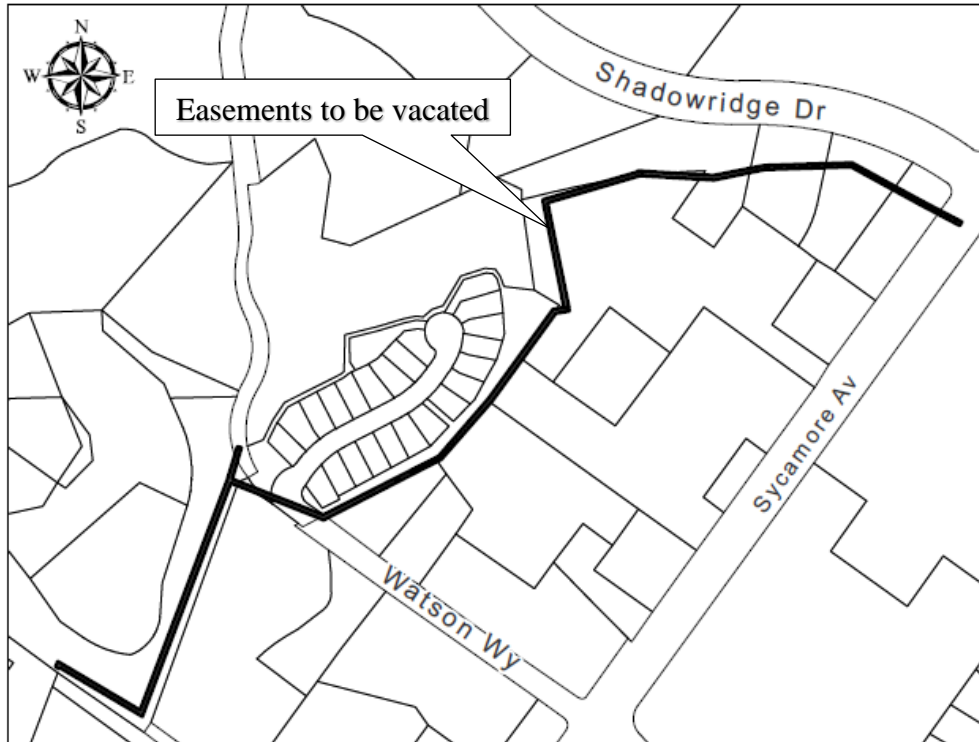 N
W E
S
Easements to be vacated
Shadowridge Dr
Sycamore Av
Watson Wy